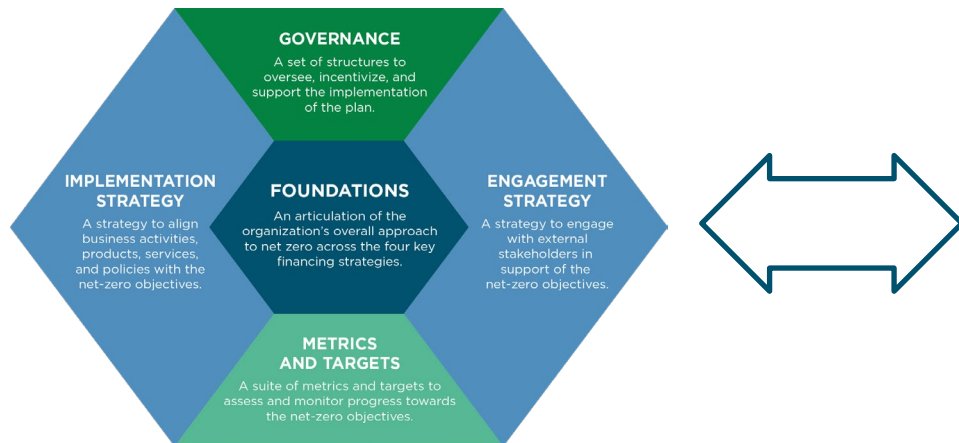 GOVERNANCE
A set of structures to
oversee, incentivize, and
support the implementation
of the plan.
IMPLEMENTATION
STRATEGY
A strategy to align
business activities,
products, services,
and policies with the
net-zero objectives.
FOUNDATIONS
An articulation of the
organization's overall approach
to net zero across the four key
financing strategies.
ENGAGEMENT
STRATEGY
A strategy to engage
with external
stakeholders in
support of the
net-zero objectives.
METRICS
AND TARGETS
A suite of metrics and targets to
assess and monitor progress towards
the net-zero objectives.